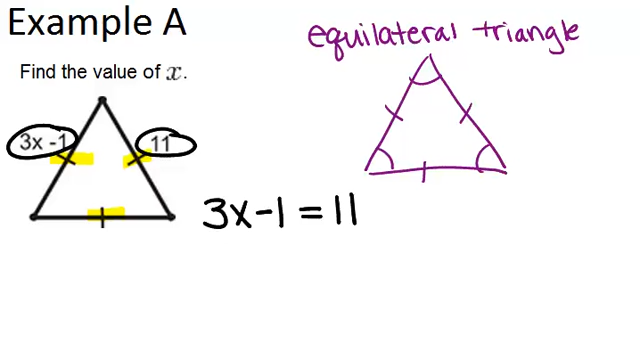 Example A
equilateral triangle
Find the value of x.
3x -1
11
3x-1 = 11